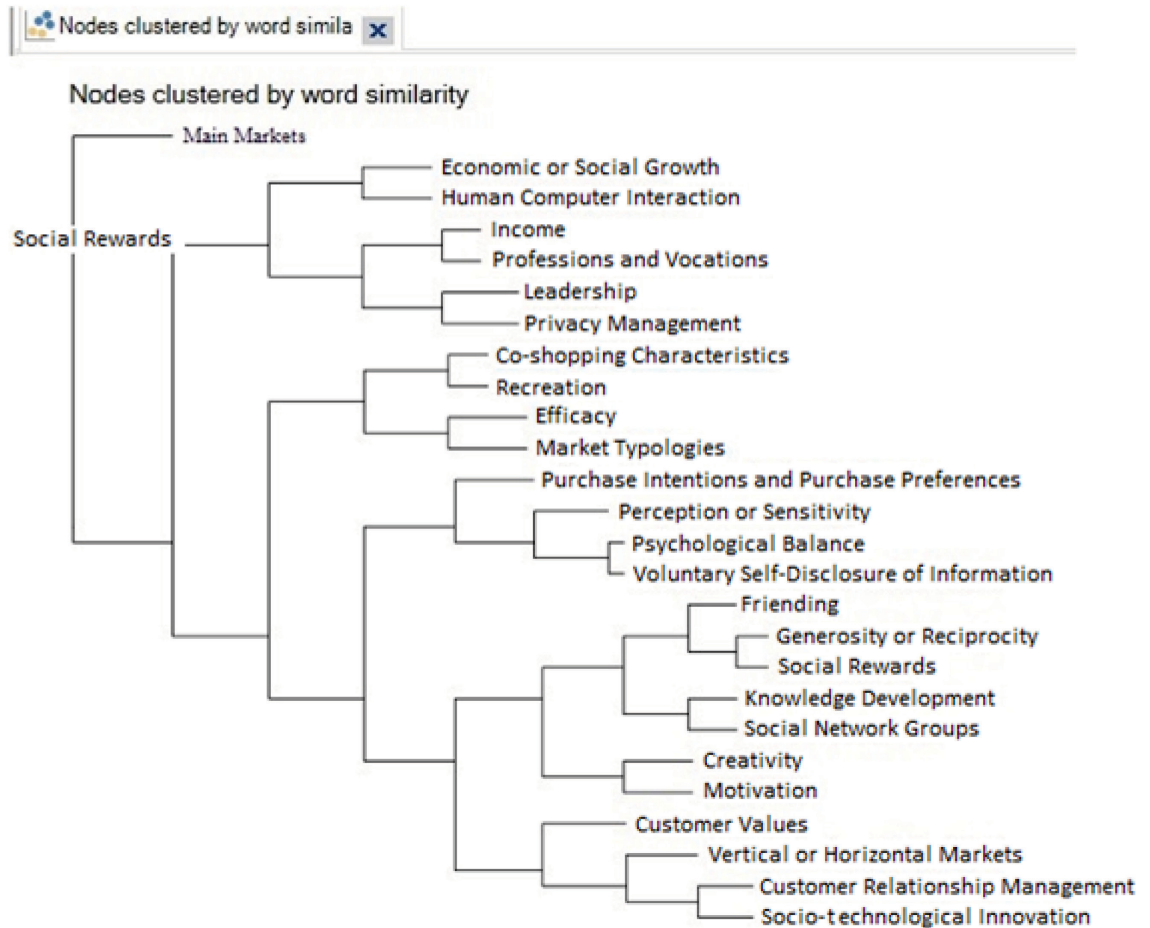 Nodes clustered by word simila
Nodes clustered by word similarity
Main Markets
Economic or Social Growth
Human Computer Interaction
Income
Social Rewards
Professions and Vocations
Leadership
Privacy Management
Co-shopping Characteristics
Recreation
Efficacy
Market Typologies
Purchase Intentions and Purchase Preferences
Perception or Sensitivity
Psychological Balance
Voluntary Self-Disclosure of Information
Friending
Generosity or Reciprocity
Social Rewards
Knowledge Development
Social Network Groups
Creativity
Motivation
Customer Values
Vertical or Horizontal Markets
Customer Relationship Management
Socio-technological Innovation